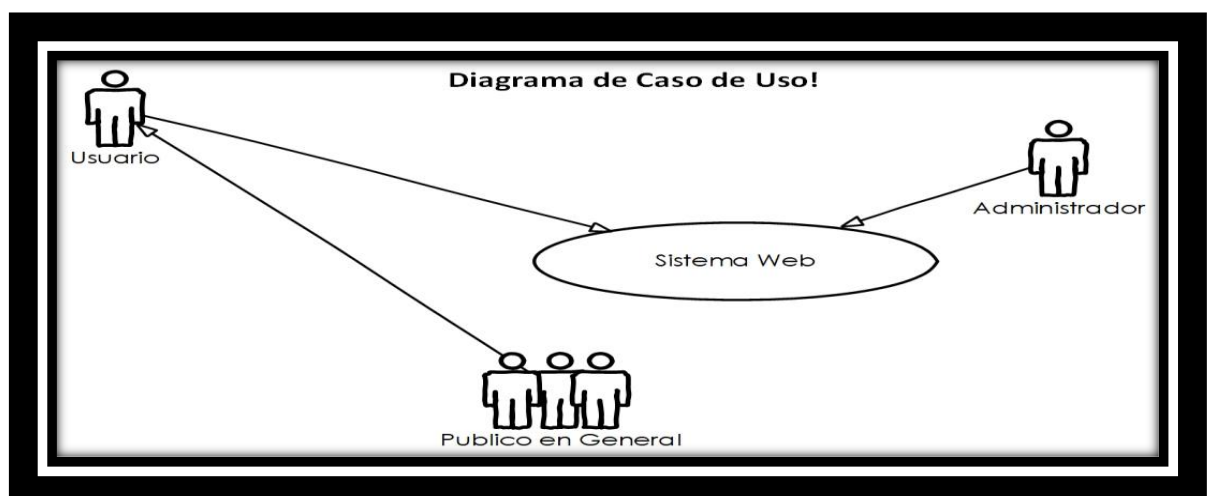 Diagrama de Caso de Uso!
Usuario
Administrador
Sistema Web
Publico en General